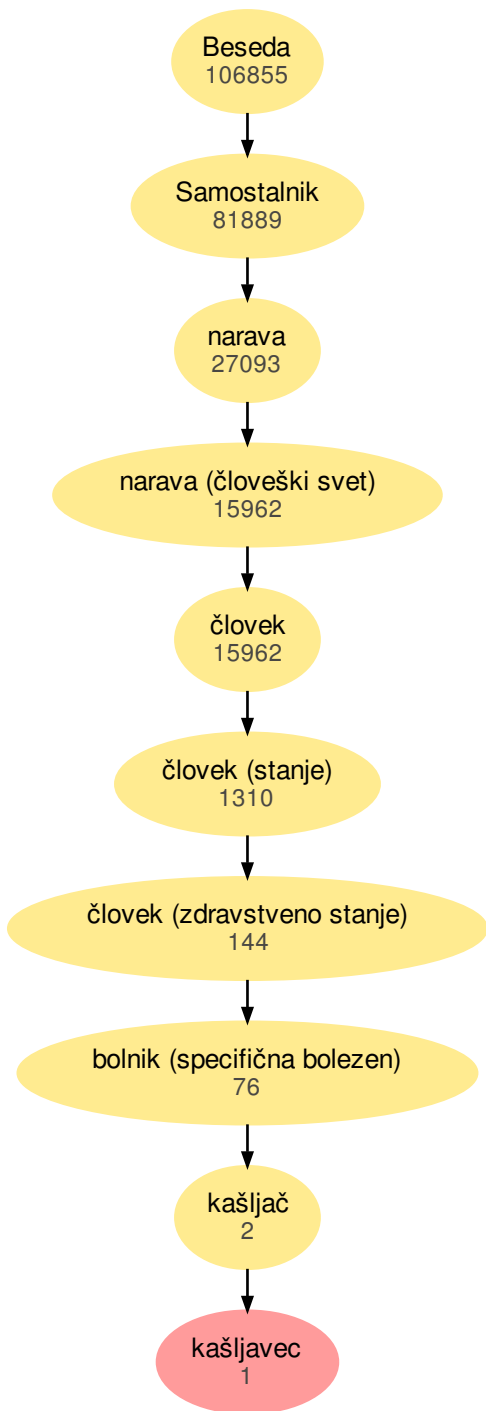 Beseda
106855
Samostalnik
81889
narava
27093
narava (človeški svet)
15962
človek
15962
človek (stanje)
1310
človek (zdravstveno stanje)
144
bolnik (specifična bolezen)
76
kašljač
2
kašljavec
1